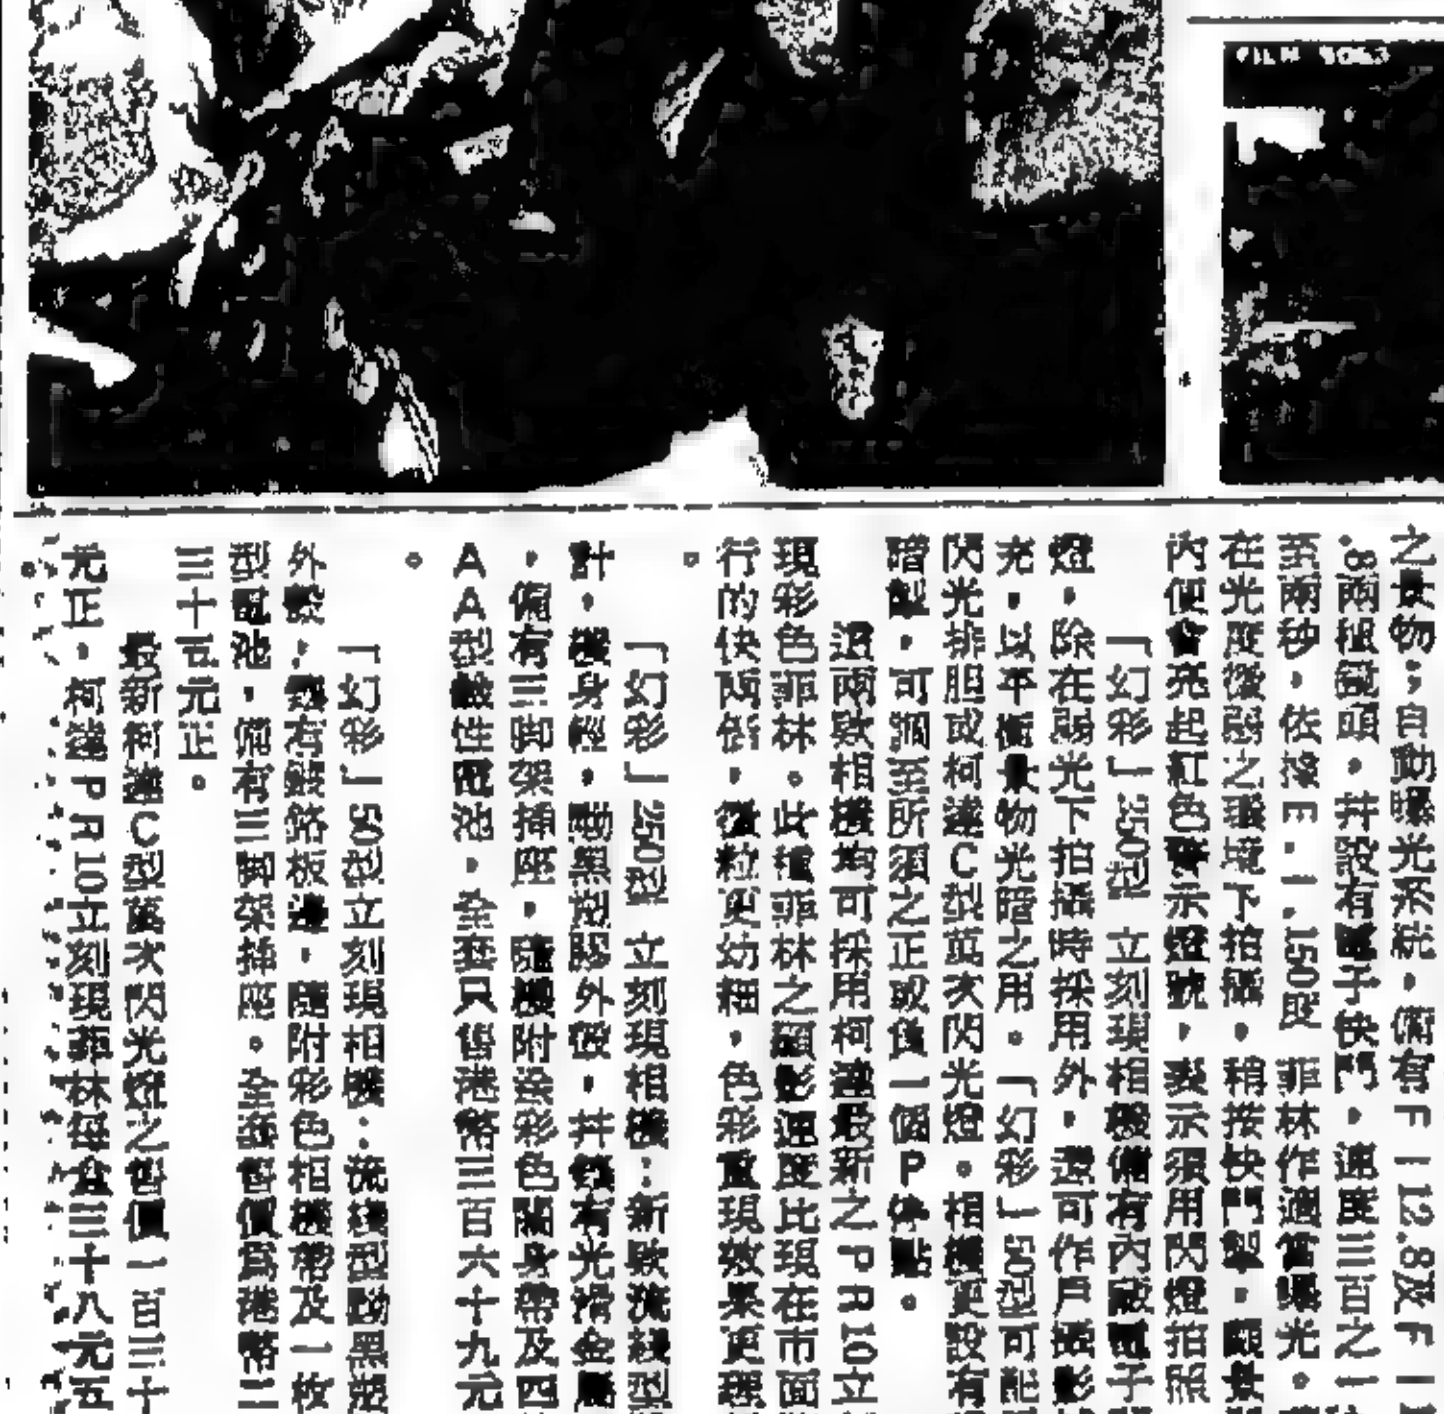 FILM 5063
之景物；自動曝光系統，備有F—12.8及F—1
.8兩種鏡頭。并設有電子快門，速度三百之一
至兩秒，依據E．I．150度 菲林作適當曝光。
在光度微弱之環境下拍攝，稍按快門掣，觀景
內便會亮起紅色警示燈號，表示須用閃燈拍照
「幻彩」250型 立刻現相機備有內藏電子
燈，除在弱光下拍攝時採用外，還可作戶外攝影
充，以平衡景物光暗之用。「幻彩」50型可能
閃光排胆或柯達C型萬次閃光燈。相機更設有
暗掣，可調至所須之正或負一個P停點。
這兩欵相機均可採用柯達最新之PR10立
現彩色菲林。此種菲林之顯影速度比現在市面
行的快兩倍，微粒更幼細，色彩重現效果更理
。
「幻彩」250型 立刻現相機：新欵流綫型
計，機身輕，黝黑塑膠外殼，并鑲有光滑金屬
，備有三脚架插座，隨機附送彩色隨身帶及四
AA型鹼性電池，全套只售港幣三百六十九元
。
「幻彩」50型立刻現相機：流綫型黝黑塑
外殼，鑲有鍍鉻板邊，隨附彩色相機帶及一枚
型電池，備有三脚架插座。全套售價爲港幣二
三十元正。
最新柯達C型萬次閃光燈之售價一百三十
元正，柯達PR10立刻現菲林每盒三十八元五
。